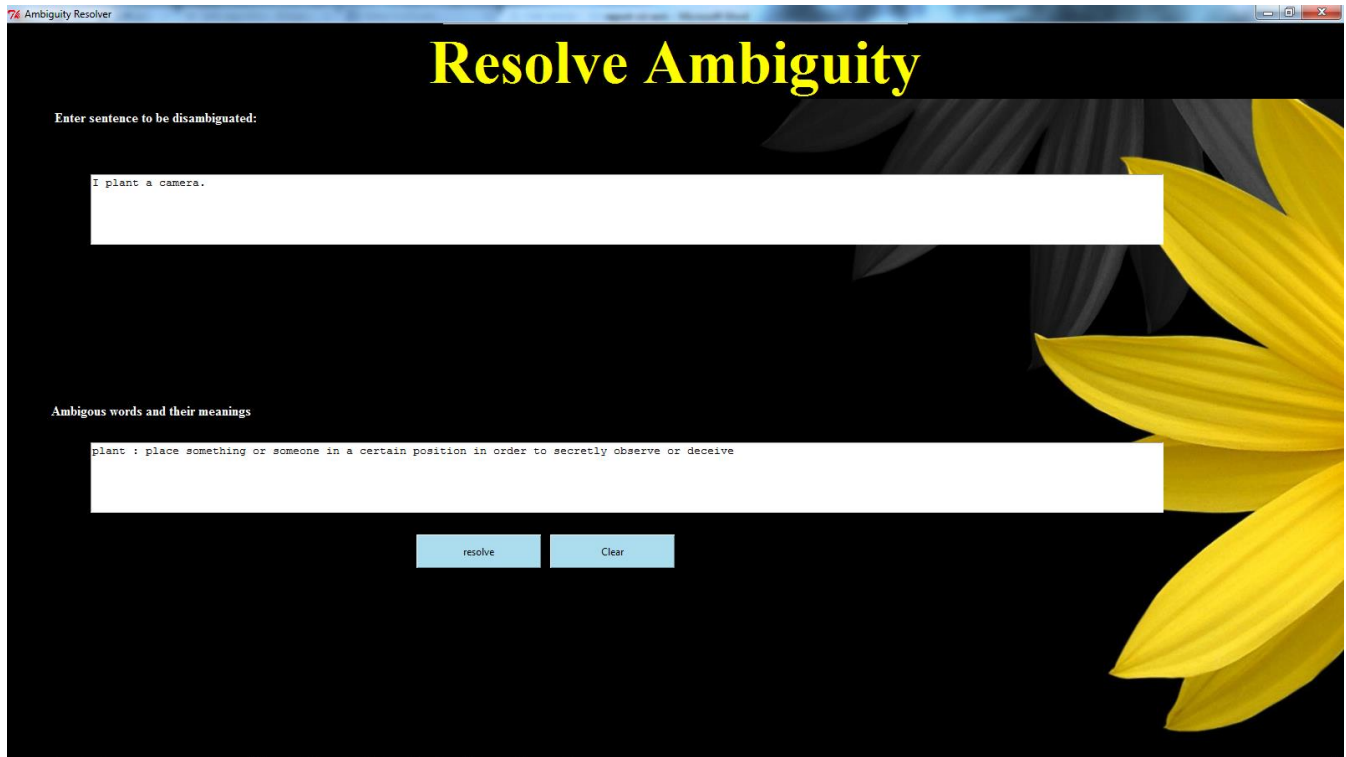 Ambiguity Resolver
Resolve Ambiguity
Enter sentence to be disambiguated:
I plant a camera.
Ambigous words and their meanings
plant : place something or someone in a certain position in order to secretly observe or deceive
resolve Clear